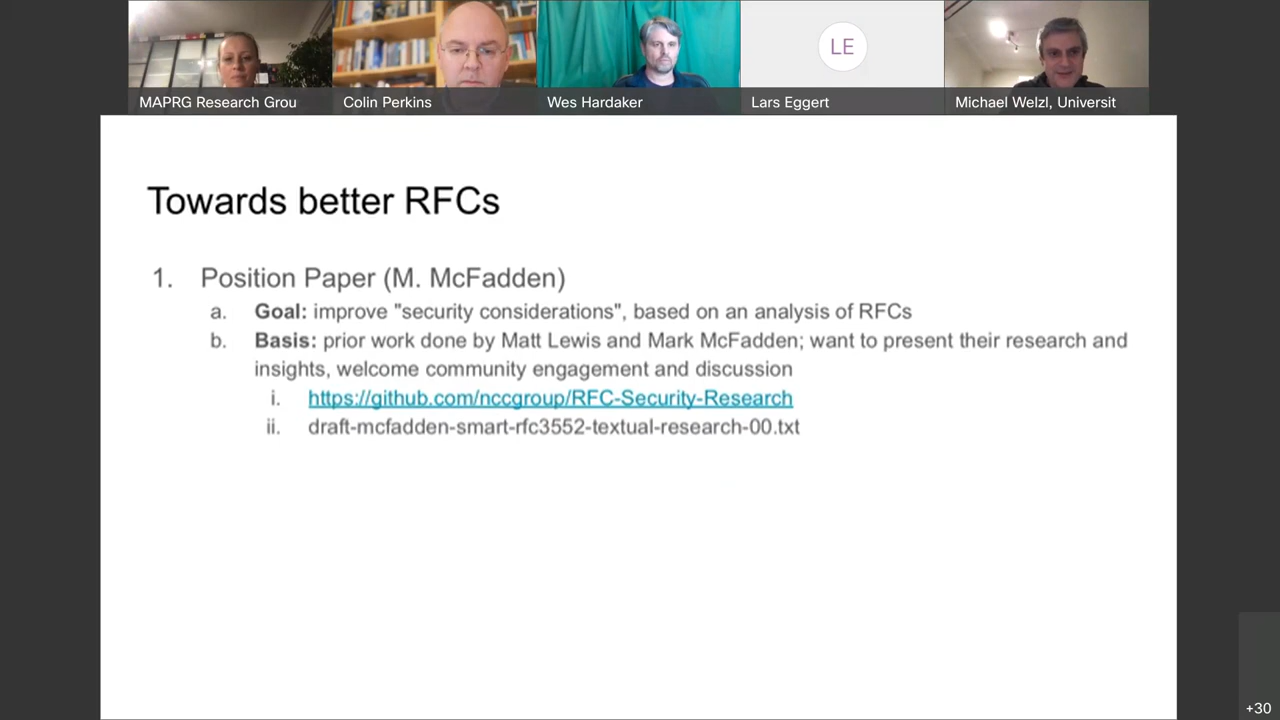 LE
MAPRG Research Grou
Colin Perkins
Wes Hardaker
Lars Eggert
Michael Welzl, Universit
Towards better RFCs
1. Position Paper (M. McFadden)
a. Goal: improve "security considerations", based on an analysis of RFCs
b. Basis: prior work done by Matt Lewis and Mark McFadden; want to present their research and
insights, welcome community engagement and discussion
i. https://github.com/nccgroup/RFC-Security-Research
ii. draft-mcfadden-smart-rfc3552-textual-research-00.txt
+30